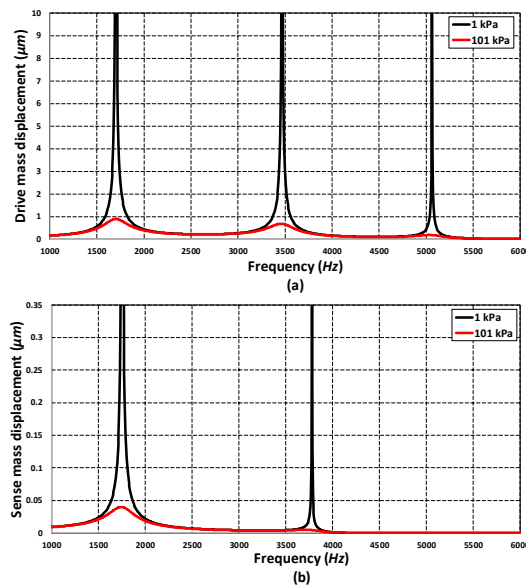 10
9
8
7
6
5
4
3
2
1
0
Drive mass displacement (μm)
1 kPa
101 kPa
1000 1500 2000 2500 3000 3500 4000 4500 5000 5500 6000
Frequency (Hz)
(a)
0.35
0.3
0.25
0.2
0.15
0.1
0.05
0
Sense mass displacement (μm)
1 kPa
101 kPa
1000 1500 2000 2500 3000 3500 4000 4500 5000 5500 6000
Frequency (Hz)
(b)